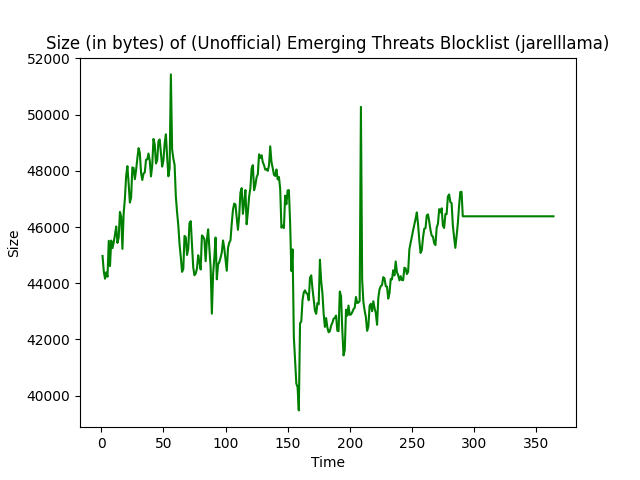 Size (in bytes) of (Unofficial) Emerging Threats Blocklist (jarelllama)
52000
50000
48000
46000
44000
42000
40000
Size
0 50 100 150 200 250 300 350
Time